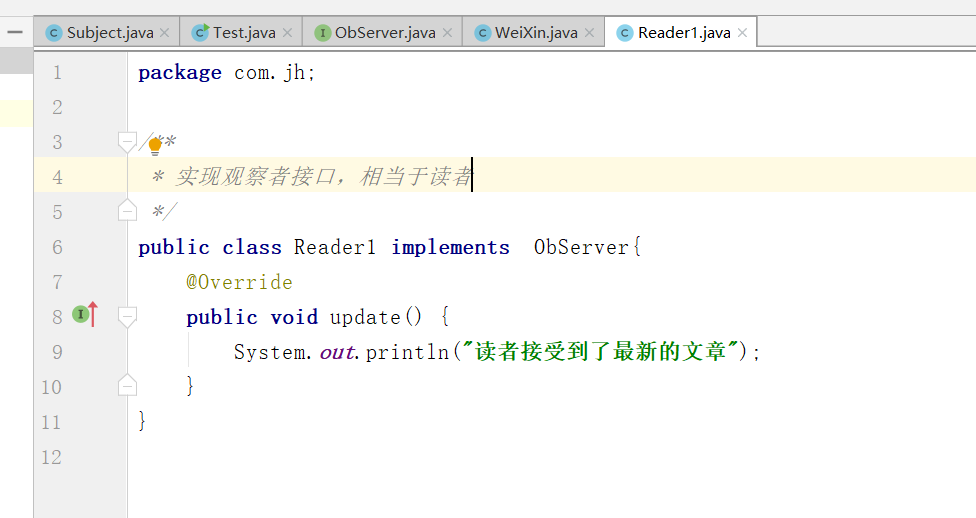 Subject.java Test.java ObServer.java WeiXin.java Reader1.java
1 package com.jh;
2
3 /**
4 * 实现观察者接口，相当于读者
5 */
6 public class Reader1 implements  ObServer{
7 @Override
8 public void update() {
9 System.out.println("读者接受到了最新的文章");
10 }
11 }
12